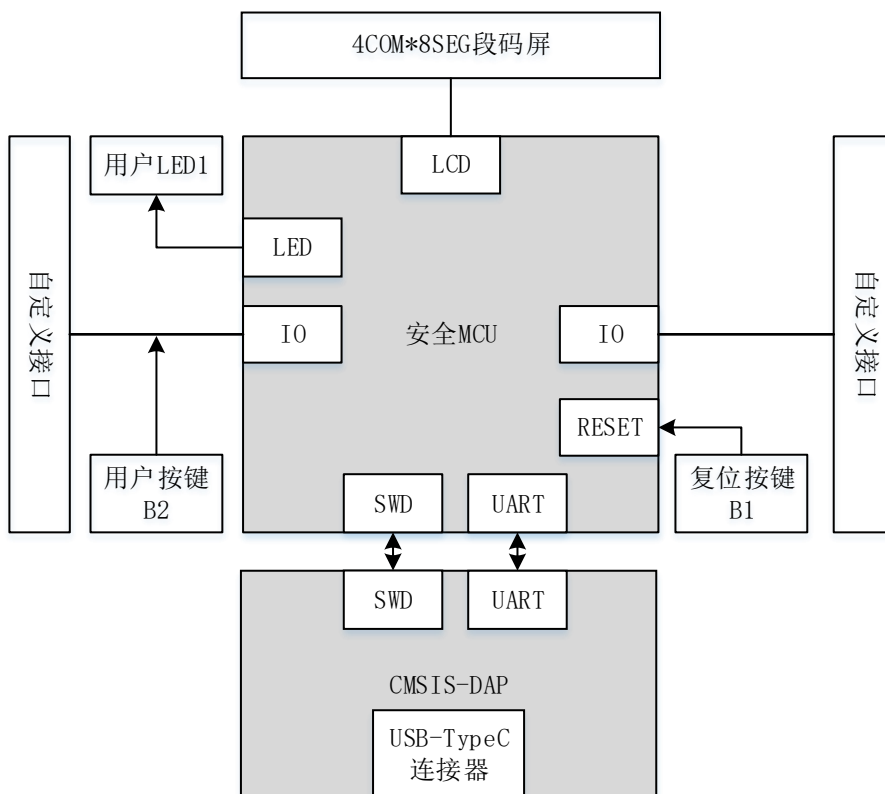 4COM*8SEG段码屏
用户LED1
LCD
LED
自定义接口
IO
安全MCU
IO
自定义接口
RESET
用户按键
B2
复位按键
B1
SWD
UART
SWD
UART
CMSIS-DAP
USB-TypeC
连接器